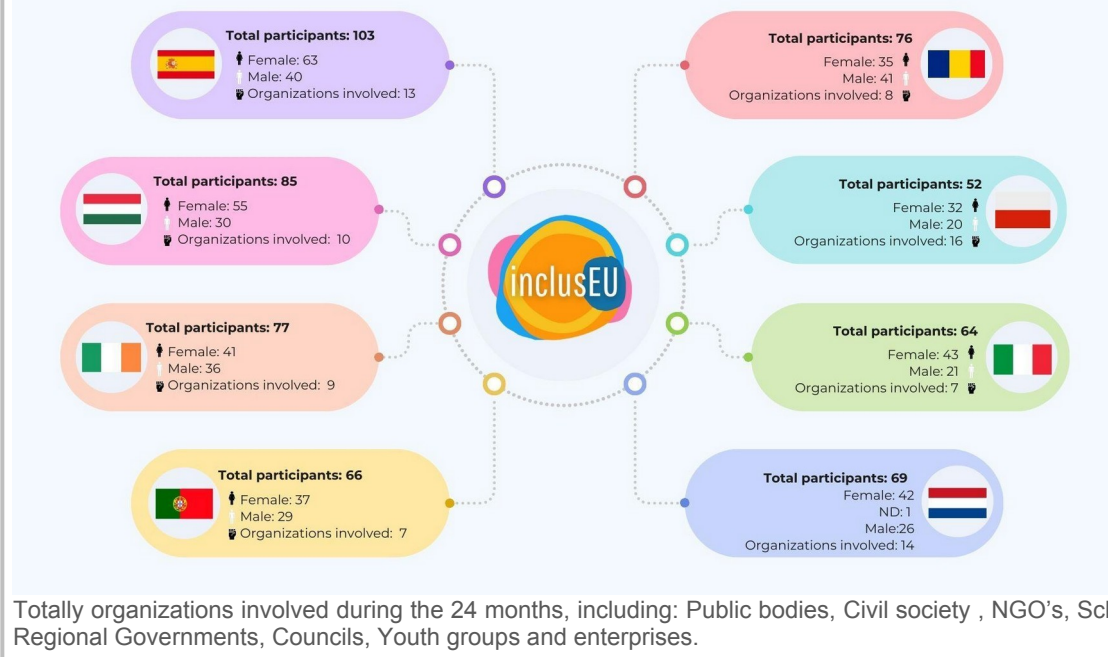 Total participants: 103
Female: 63
Male: 40
Organizations involved: 13
Total participants: 76
Female: 35
Male: 41
Organizations involved: 8
Total participants: 85
Female: 55
Male: 30
Organizations involved: 10
Total participants: 52
Female: 32
Male: 20
Organizations involved: 16
inclusEU
Total participants: 77
Female: 41
Male: 36
Organizations involved: 9
Total participants: 64
Female: 43
Male: 21
Organizations involved: 7
Total participants: 66
Female: 37
Male: 29
Organizations involved: 7
Total participants: 69
Female: 42
ND: 1
Male:26
Organizations involved: 14
Totally organizations involved during the 24 months, including: Public bodies, Civil society , NGO's,
Regional Governments, Councils, Youth groups and enterprises.